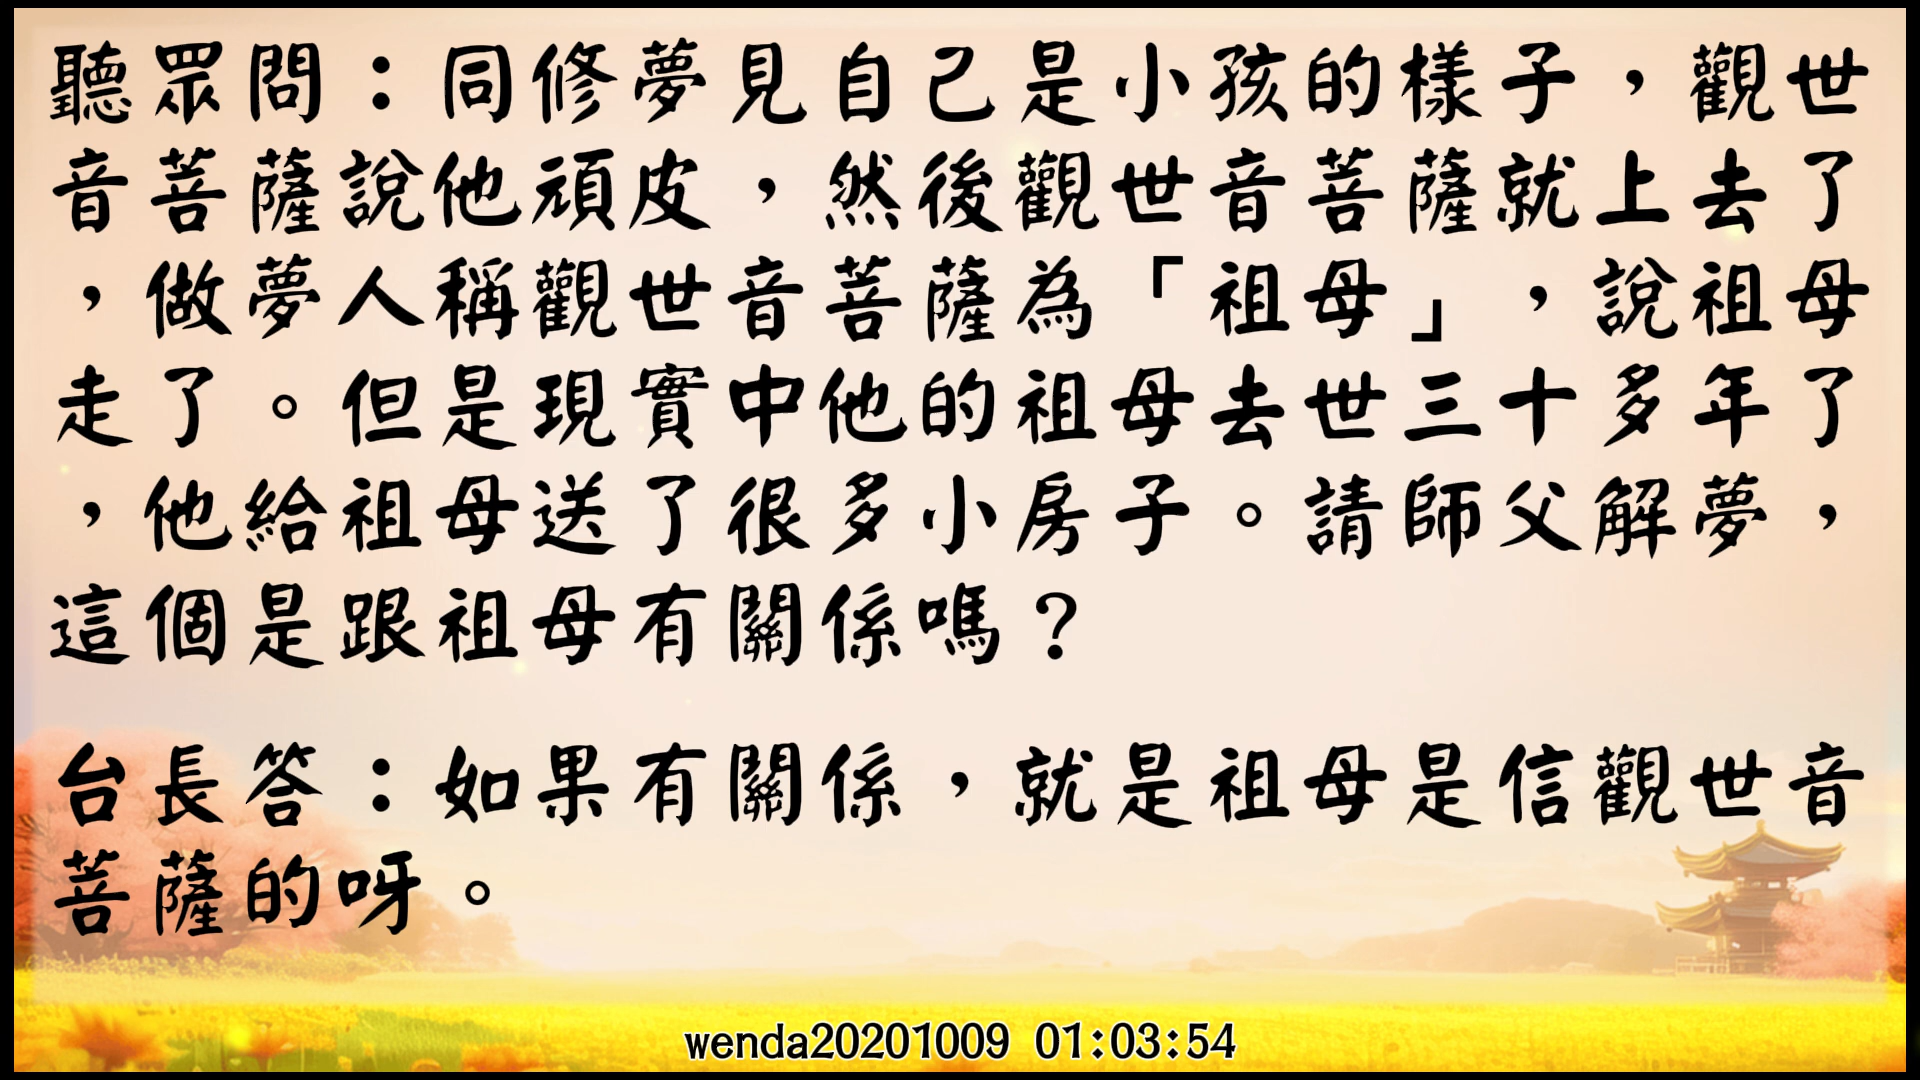 聽眾問：同修夢見自己是小孩的樣子，觀世
音菩薩說他頑皮，然後觀世音菩薩就上去了
，做夢人稱觀世音菩薩為「祖母」，說祖母
走了。但是現實中他的祖母去世三十多年了
，他給祖母送了很多小房子。請師父解夢，
這個是跟祖母有關係嗎？
台長答：如果有關係，就是祖母是信觀世音
菩薩的呀。
wenda20201009 01:03:54